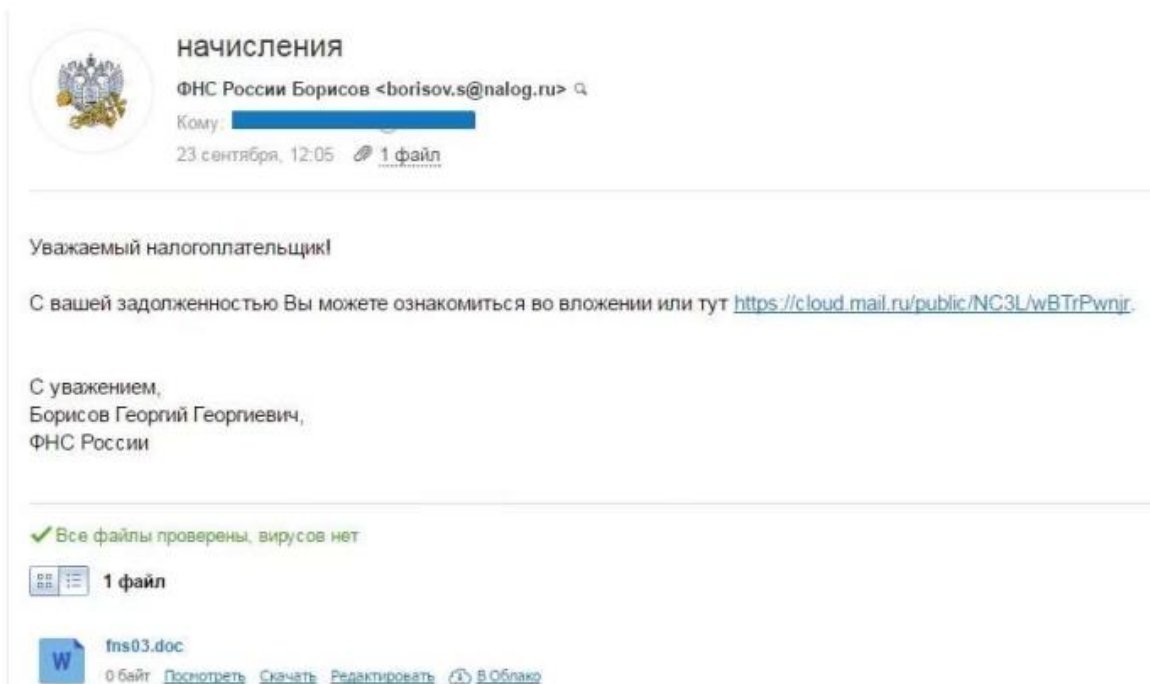 начисления
ФНС России Борисов <borisov.s@nalog.ru>
Кому:
23 сентября, 12:05 1 файл
Уважаемый налогоплательщик!
С вашей задолженностью Вы можете ознакомиться во вложении или тут https://cloud.mail.ru/public/NC3L/wBTrPwnjr.
С уважением,
Борисов Георгий Георгиевич,
ФНС России
Все файлы проверены, вирусов нет
1 файл
W fns03.doc
0 байт Посмотреть Скачать Редактировать В Облако